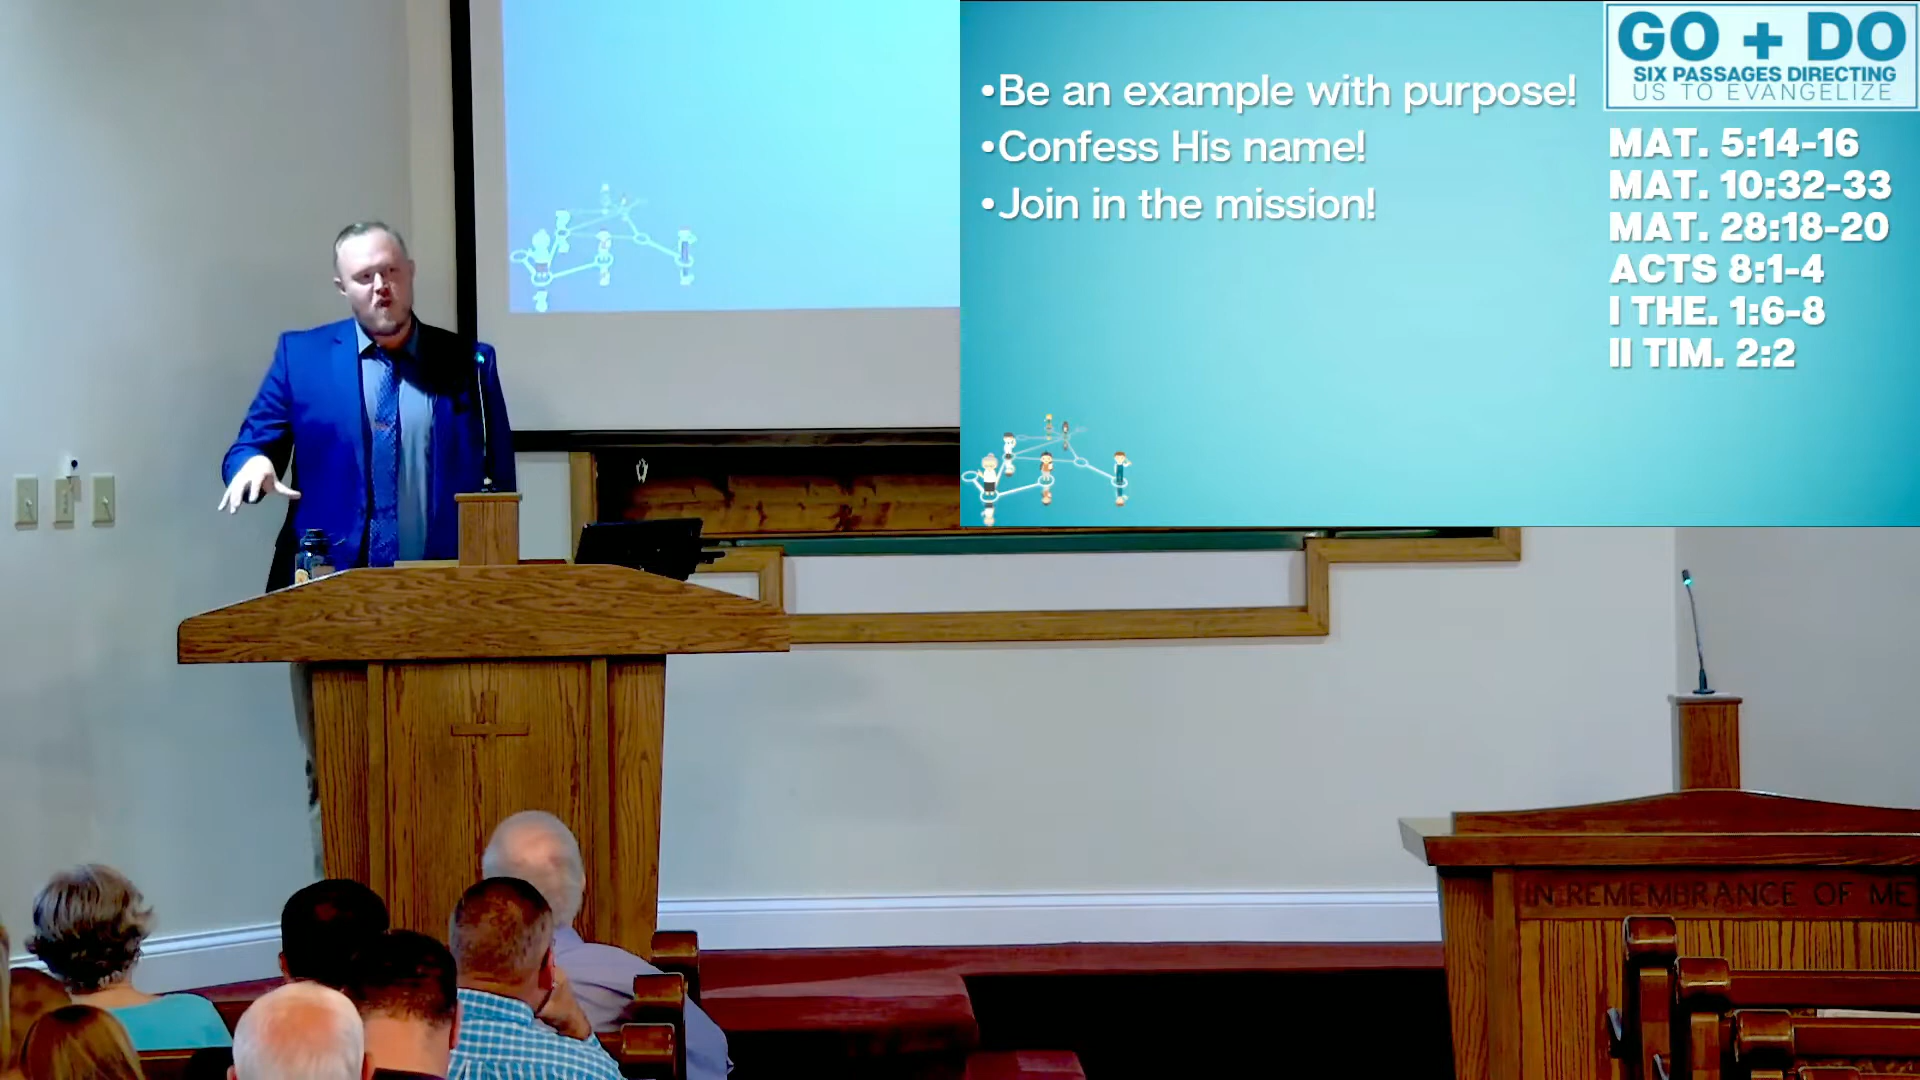 •Be an example with purpose!
•Confess His name!
•Join in the mission!
GO + DO
SIX PASSAGES DIRECTING
US TO EVANGELIZE
MAT. 5:14-16
MAT. 10:32-33
MAT. 28:18-20
ACTS 8:1-4
I THE. 1:6-8
II TIM. 2:2
IN REMEMBRANCE OF ME